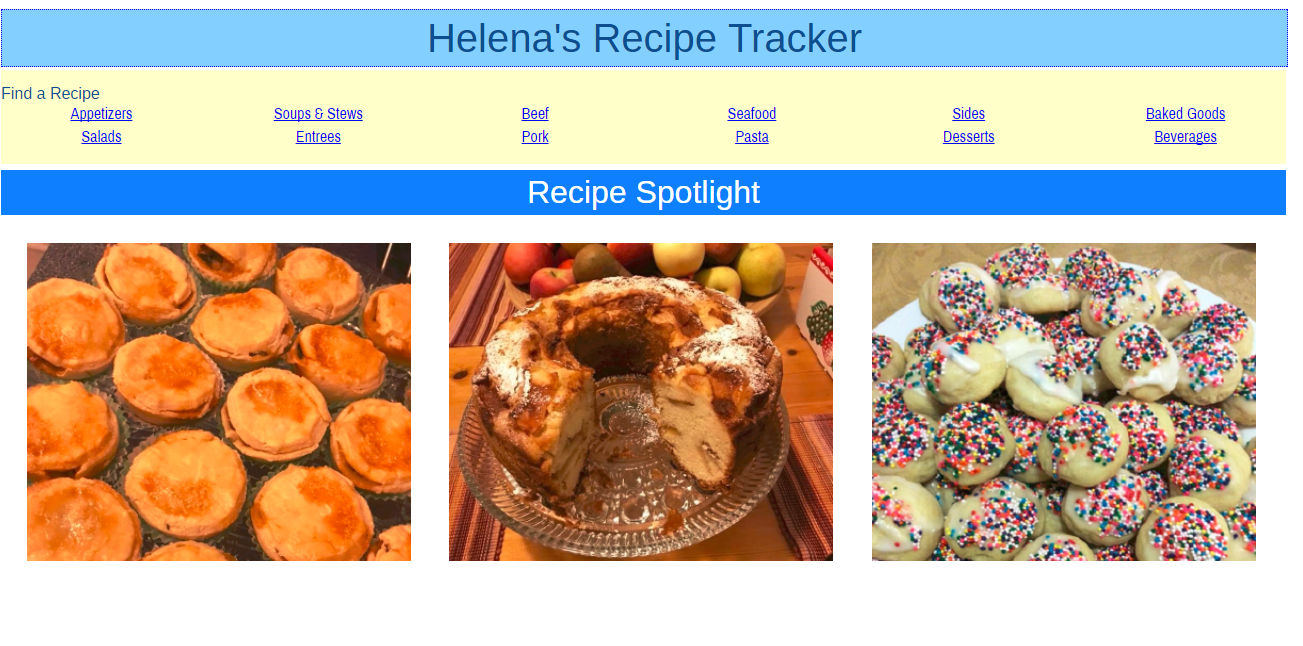 Helena's Recipe Tracker
Find a Recipe
Appetizers Soups & Stews Beef Seafood Sides Baked Goods
Salads Entrees Pork Pasta Desserts Beverages
Recipe Spotlight